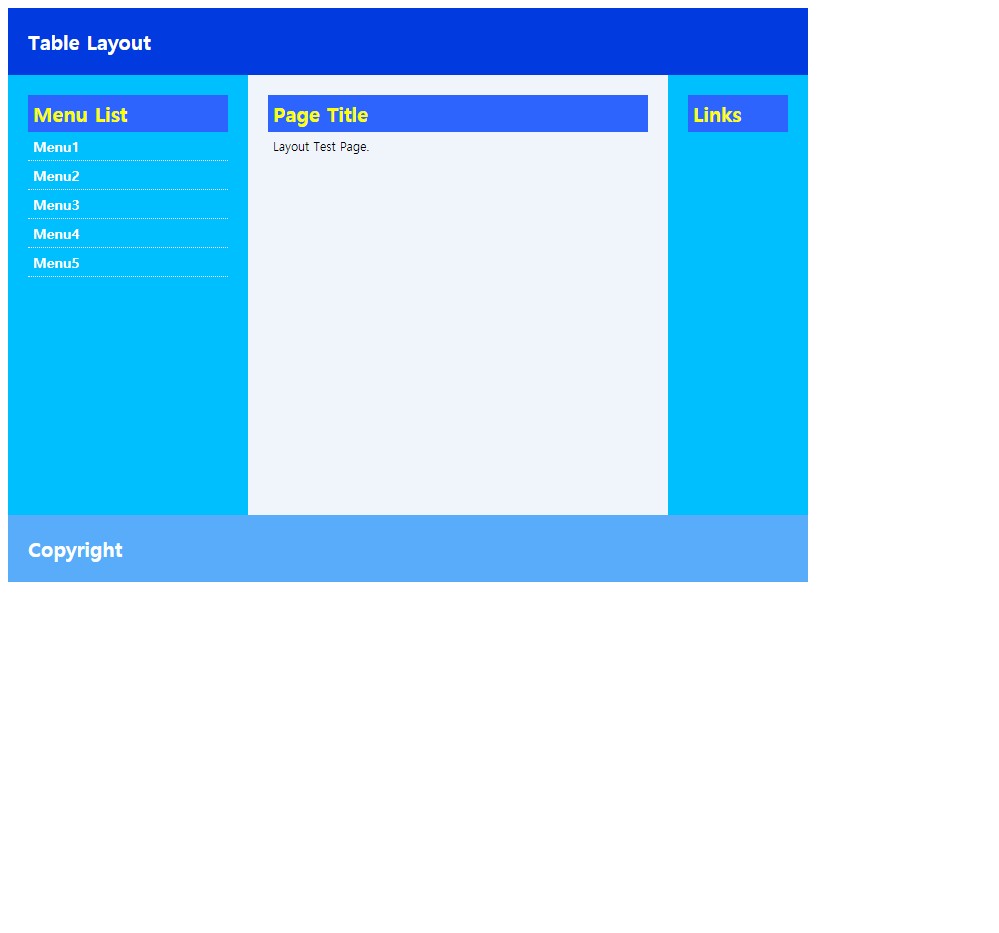 Table Layout
Menu List
Menu1
Menu2
Menu3
Menu4
Menu5
Page Title
Layout Test Page.
Links
Copyright